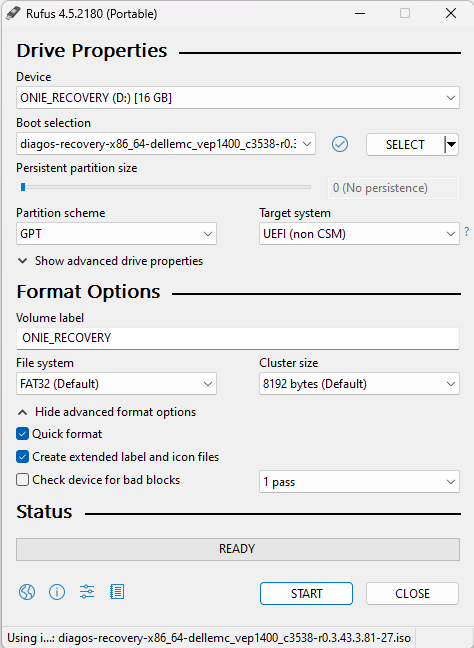 Rufus 4.5.2180 (Portable)
Drive Properties
Device
ONIE_RECOVERY (D:) [16 GB]
Boot selection
diagos-recovery-x86_64-dellemc_vep1400_c3538-r0.3
SELECT
Persistent partition size
0 (No persistence)
Partition scheme
Target system
GPT
UEFI (non CSM)
?
Show advanced drive properties
Format Options
Volume label
ONIE_RECOVERY
File system
Cluster size
FAT32 (Default)
8192 bytes (Default)
Hide advanced format options
Quick format
Create extended label and icon files
Check device for bad blocks
1 pass
Status
READY
START
CLOSE
Using i...: diagos-recovery-x86_64-dellemc_vep1400_c3538-r0.3.43.3.81-27.iso